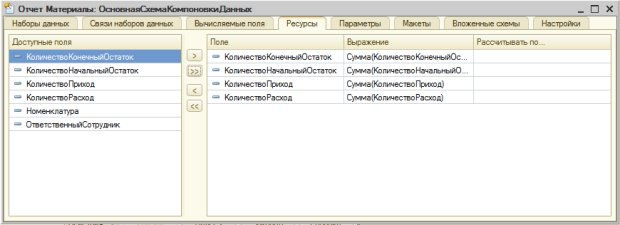 Отчет Материалы: ОсновнаяСхемаКомпоновкиДанных
Наборы данных Связи наборов данных Вычисляемые поля Ресурсы Параметры Макеты Вложенные схемы Настройки
Доступные поля
КоличествоКонечныйОстаток
КоличествоНачальныйОстаток
КоличествоПриход
КоличествоРасход
Номенклатура
ОтветственныйСотрудник
>
>>
<
<<
Поле Выражение Рассчитывать по...
КоличествоКонечныйОстаток Сумма(КоличествоКонечныйОс...
КоличествоНачальныйОстаток Сумма(КоличествоНачальныйО...
КоличествоПриход Сумма(КоличествоПриход)
КоличествоРасход Сумма(КоличествоРасход)